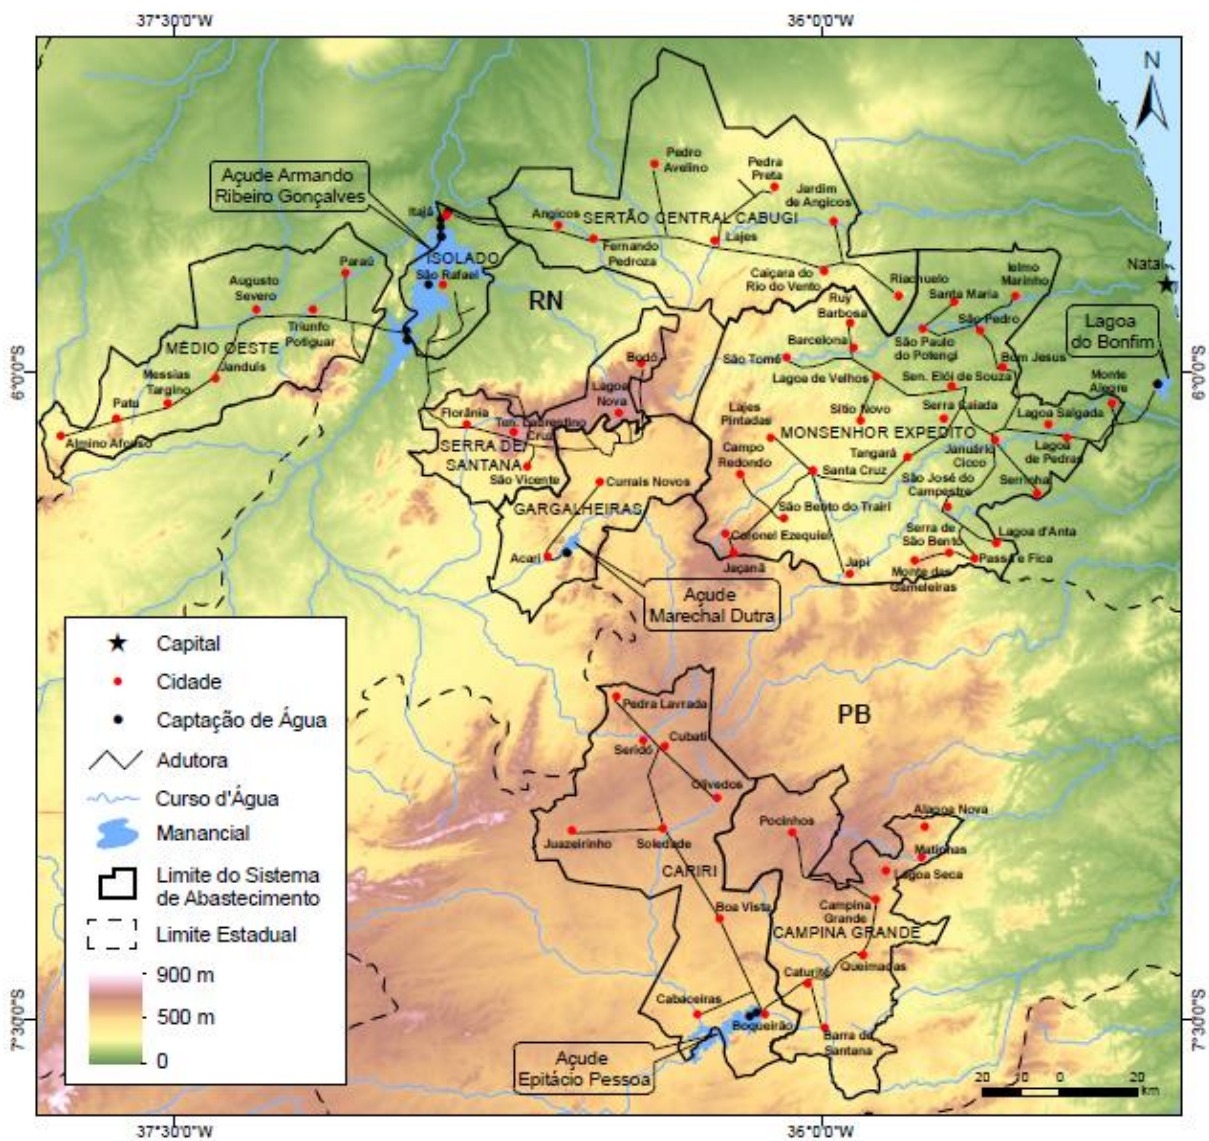 37°30'0"W
36°0'0"W
N
Açude Armando
Ribeiro Gonçalves
Pedro
Avelino
Pedra
Preta
Jardim
de Angicos
Itajá
Angicos
SERTÃO CENTRAL CABUGI
Fernando
Pedroza
Lajes
Caiçara do
Rio do Vento
Riachuelo
Ielmo
Marinho
Natal
ISOLADO
São Rafael
Paraú
Augusto
Severo
Triunfo
Potiguar
RN
Ruy
Barbosa
Santa Maria
Lagoa
do Bonfim
Barcelona
São Paulo
do Potengi
São Pedro
MÉDIO OESTE
Janduís
Messias
Targino
Patu
Almino Afonso
6°0'0"S
6°0'0"S
Bodó
Lagoa
Nova
São Tomé
Lagoa de Velhos
Sen. Elói de Souza
Bom Jesus
Monte
Alegre
Florânia
Ten. Laurentino
Cruz
SERRA DE
SANTANA
São Vicente
Lajes
Pintadas
Sítio Novo
Serra Caiada
Lagoa Salgada
MONSENHOR EXPEDITO
Campo
Redondo
Tangará
Januário
Cicco
Lagoa
de Pedras
Currais Novos
Santa Cruz
São José do
Campestre
Serrinha
GARGALHEIRAS
São Bento do Trairi
Coronel Ezequiel
Serra de
São Bento
Lagoa d'Anta
Acari
Jaçanã
Japi
Monte das
Gameleiras
Passa e Fica
Açude
Marechal Dutra
Capital
Cidade
Captação de Água
Adutora
Curso d'Água
Manancial
Limite do Sistema
de Abastecimento
Limite Estadual
900 m
500 m
0
Pedra Lavrada
PB
Seridó
Cubati
Olivedos
Pocinhos
Alagoa Nova
Juazeirinho
Soledade
Matinhas
CARIRI
Lagoa Seca
Boa Vista
Campina
Grande
CAMPINA GRANDE
Queimadas
Caturité
Cabaceiras
Boqueirão
Barra de
Santana
Açude
Epitácio Pessoa
7°30'0"S
7°30'0"S
20 0 0 20
km
37°30'0"W
36°0'0"W